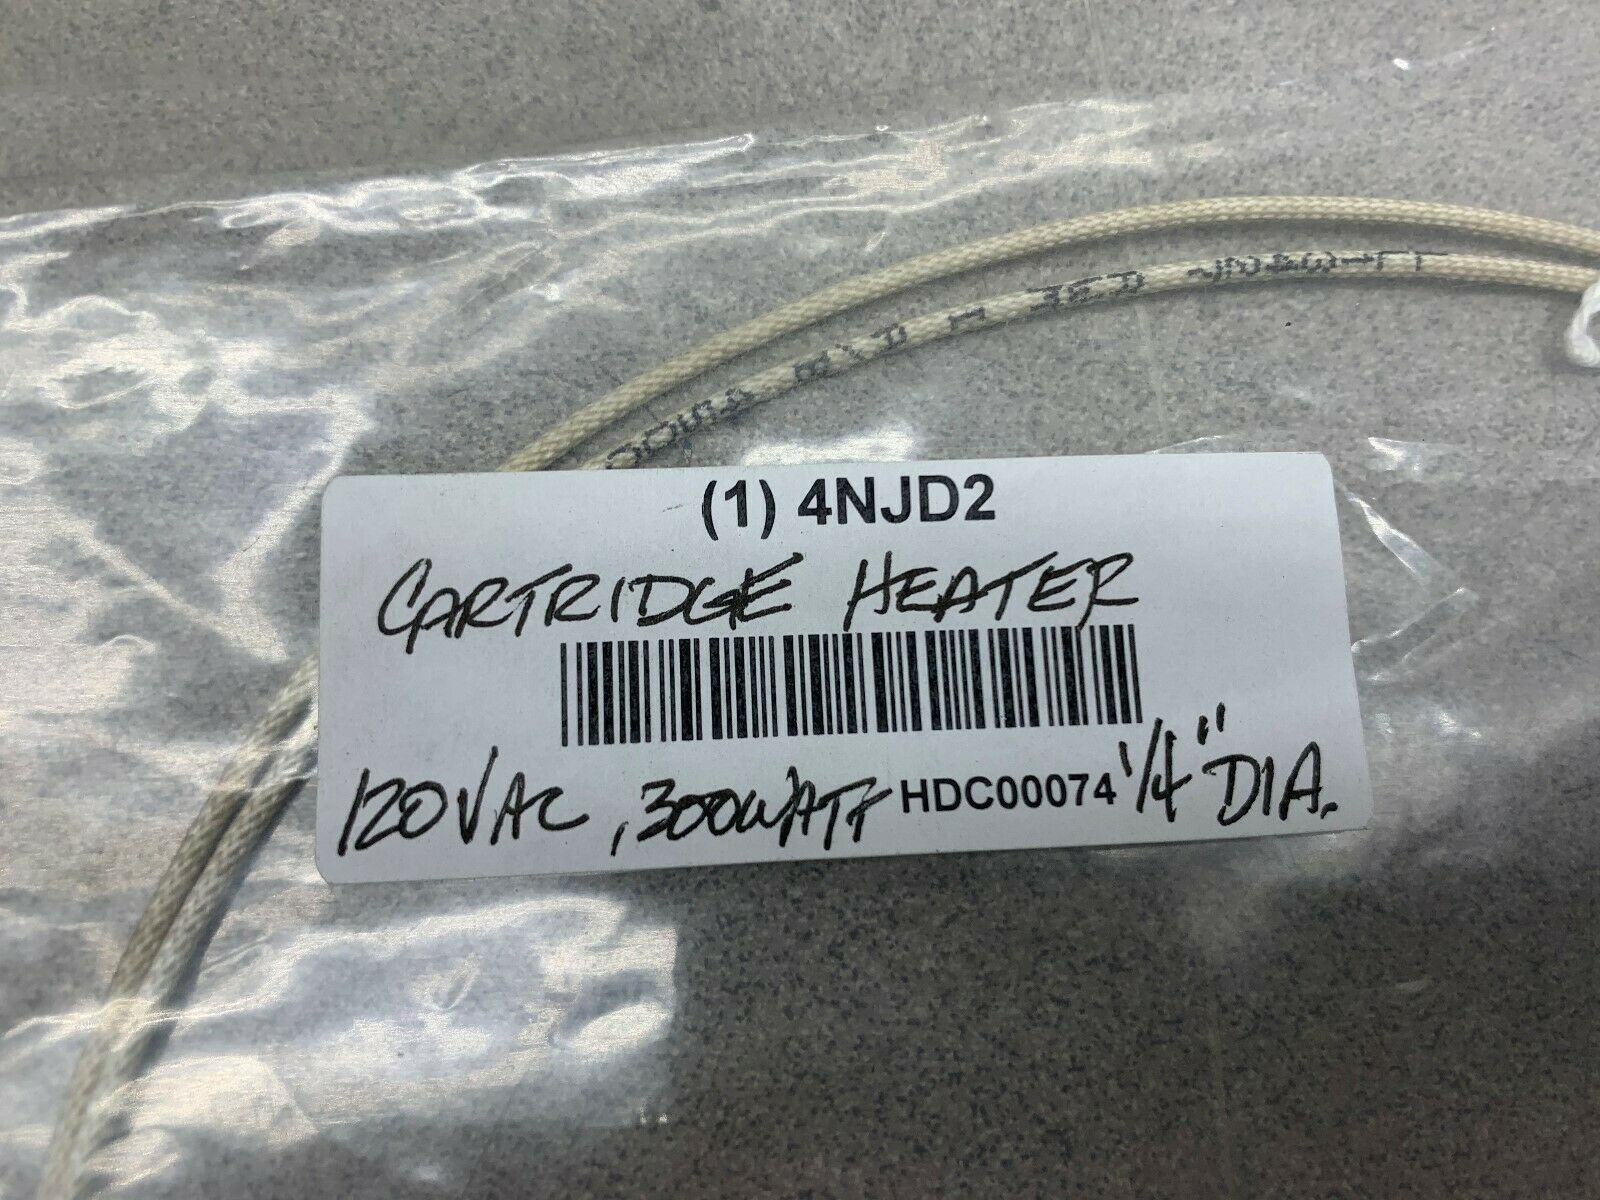 (1) 4NJD2
CARTRIDGE HEATER
120VAC, 300WATT HDC00074 1/4" DIA.